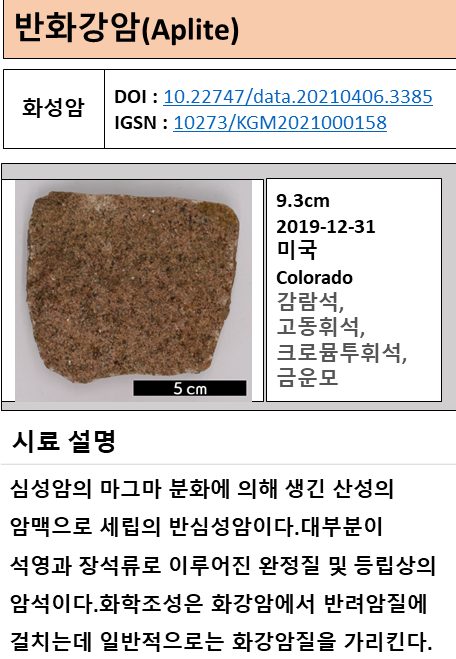 반화강암(Aplite)
화성암
DOI : 10.22747/data.20210406.3385
IGSN : 10273/KGM2021000158
9.3cm
2019-12-31
미국
Colorado
감람석,
고동휘석,
크로뮴투휘석,
금운모
5 cm
시료 설명
심성암의 마그마 분화에 의해 생긴 산성의
암맥으로 세립의 반심성암이다.대부분이
석영과 장석류로 이루어진 완정질 및 등립상의
암석이다.화학조성은 화강암에서 반려암질에
걸치는데 일반적으로는 화강암질을 가리킨다.